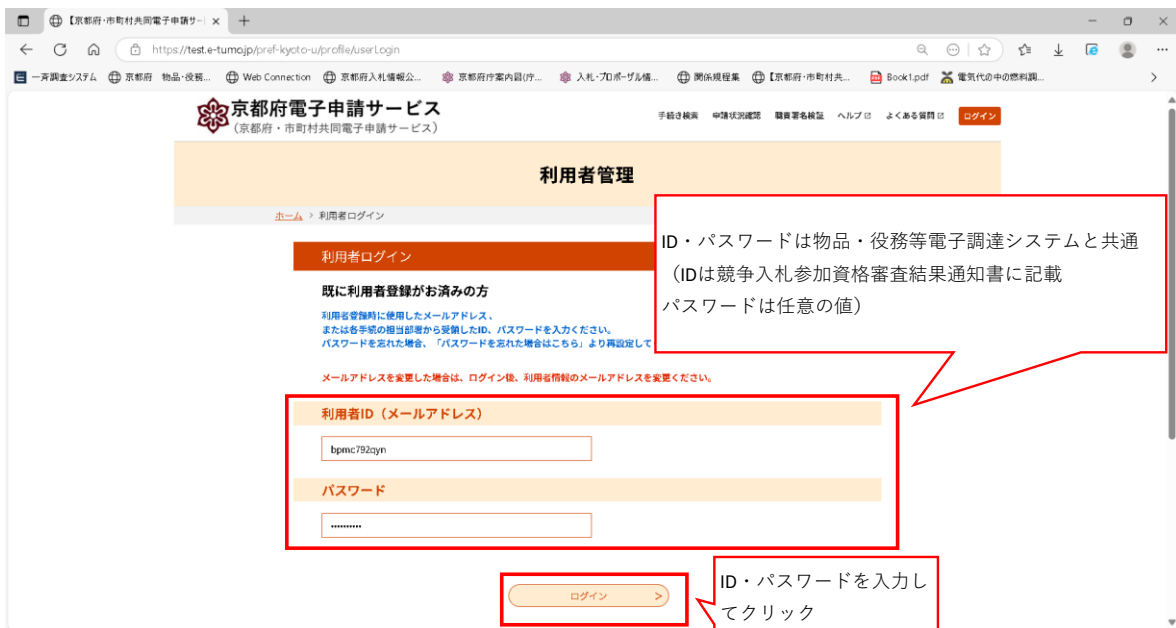 【京都府・市町村共同電子申請サー
https://test.e-tumo.jp/pref-kyoto-u/profile/userLogin
一斉調査システム 京都府 物品・役務... Web Connection 京都府入札情報公... 京都府庁案内図(庁... 入札・プロポーザル情... 関係規程集 【京都府・市町村共... Book1.pdf 電気代の中の燃料調...
京都府電子申請サービス
(京都府・市町村共同電子申請サービス)
手続き検索 申請状況確認 職責署名検証 ヘルプ よくある質問 ログイン
利用者管理
ホーム > 利用者ログイン
ID・パスワードは物品・役務等電子調達システムと共通
（IDは競争入札参加資格審査結果通知書に記載
パスワードは任意の値）
利用者ログイン
既に利用者登録がお済みの方
利用者登録時に使用したメールアドレス、
または各手続の担当部署から受領したID、パスワードを入力ください。
パスワードを忘れた場合、「パスワードを忘れた場合はこちら」より再設定して
メールアドレスを変更した場合は、ログイン後、利用者情報のメールアドレスを変更ください。
利用者ID（メールアドレス）
bpmc792qyn
パスワード
••••••••••
ログイン >
ID・パスワードを入力し
てクリック